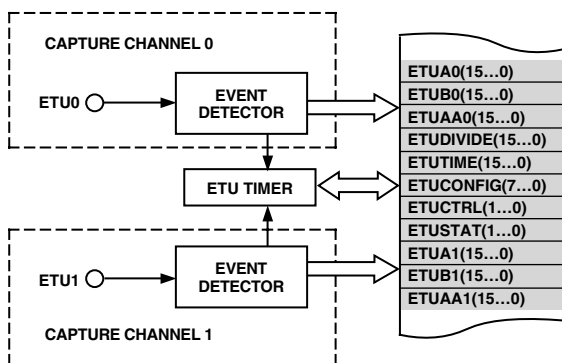 CAPTURE CHANNEL 0
ETU0
EVENT
DETECTOR
ETU TIMER
ETU1
EVENT
DETECTOR
CAPTURE CHANNEL 1
ETUA0(15...0)
ETUB0(15...0)
ETUAA0(15...0)
ETUDIVIDE(15...0)
ETUTIME(15...0)
ETUCONFIG(7...0)
ETUCTRL(1...0)
ETUSTAT(1...0)
ETUA1(15...0)
ETUB1(15...0)
ETUAA1(15...0)